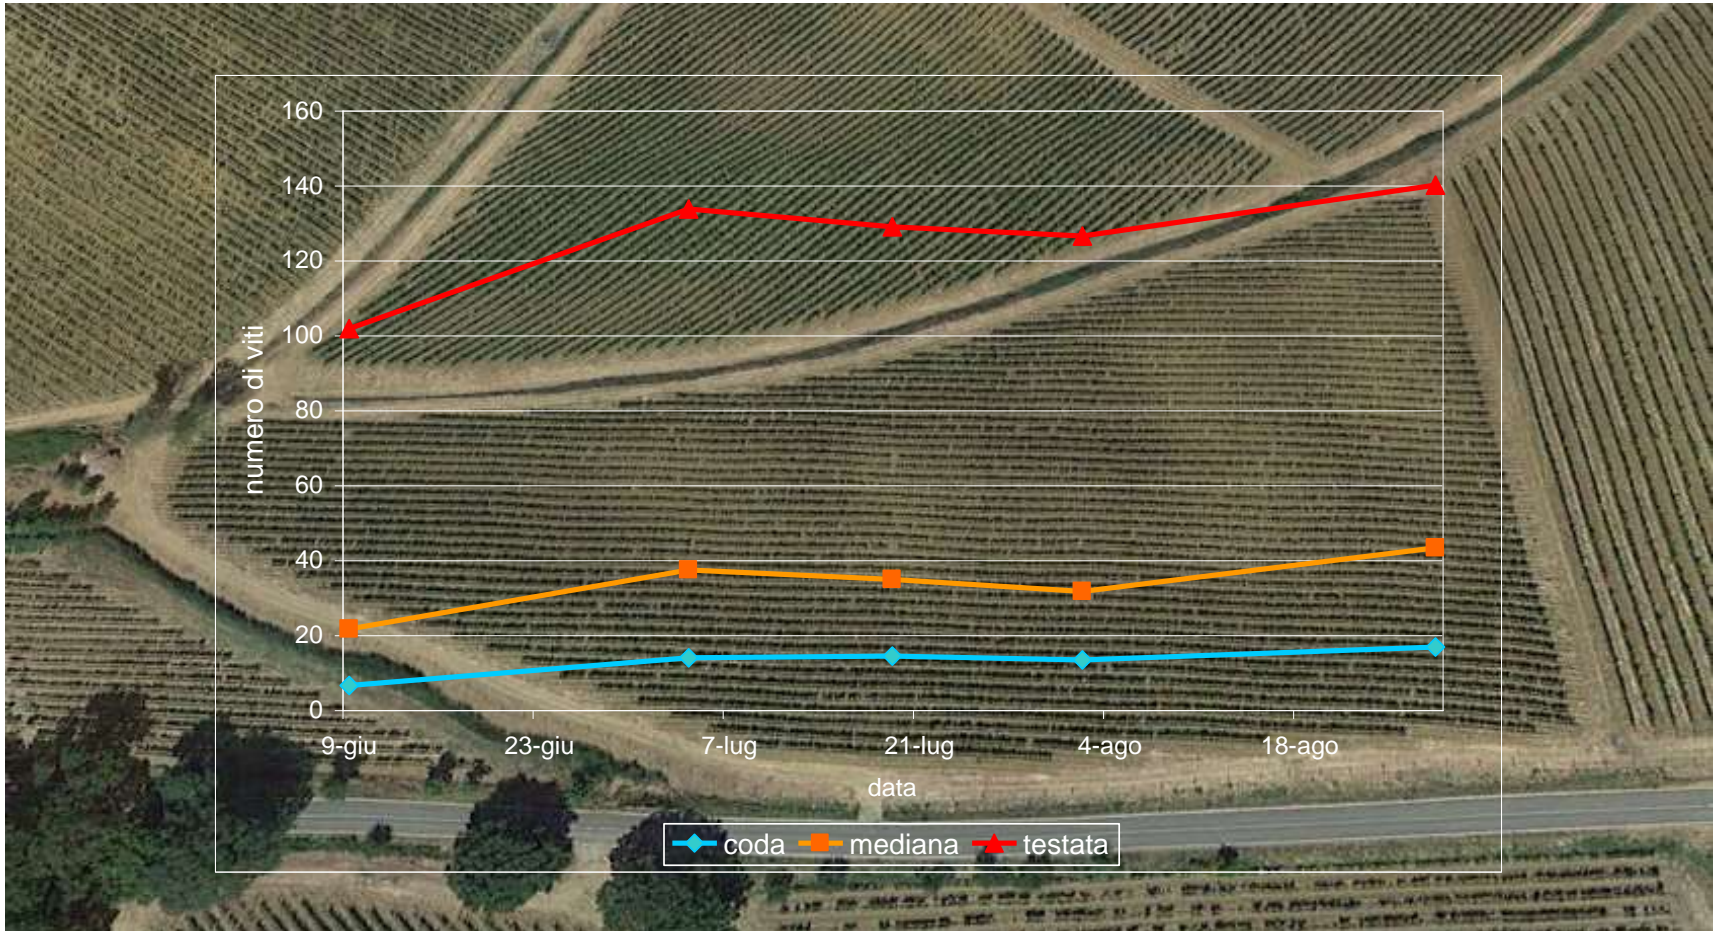 160
140
120
100
80
60
40
20
0
numero di viti
9-giu 23-giu 7-lug 21-lug 4-ago 18-ago
data
coda mediana testata